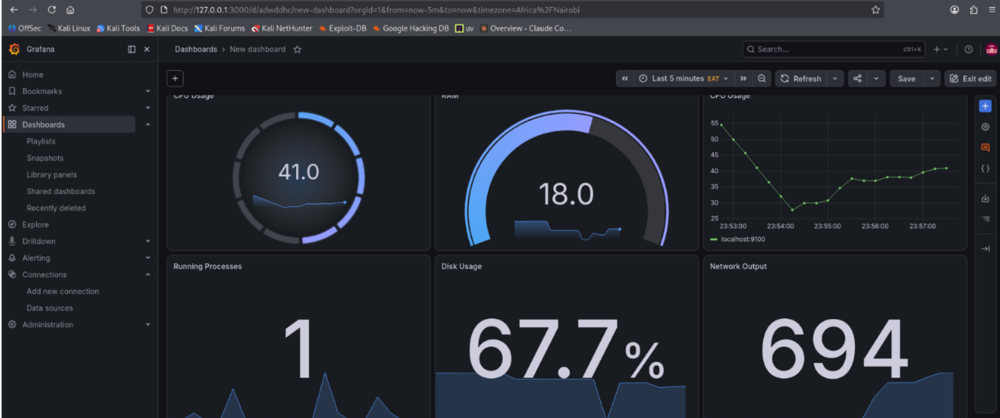 http://127.0.0.1:3000/d/adwddhc/new-dashboard?orgId=1&from=now-5m&to=now&timezone=Africa%2FNairobi
OffSec Kali Linux Kali Tools Kali Docs Kali Forums Kali NetHunter Exploit-DB Google Hacking DB uv Overview - Claude Co...
Grafana
Dashboards › New dashboard
Search... ctrl+k
Home
Bookmarks
Starred
Dashboards
Playlists
Snapshots
Library panels
Shared dashboards
Recently deleted
Explore
Drilldown
Alerting
Connections
Add new connection
Data sources
Administration
Last 5 minutes EAT
Refresh
Save
Exit edit
CPU Usage
41.0
RAM
18.0
CPU Usage
55
50
45
40
35
30
25
23:53:00 23:54:00 23:55:00 23:56:00 23:57:00
localhost:9100
Running Processes
1
Disk Usage
67.7%
Network Output
694